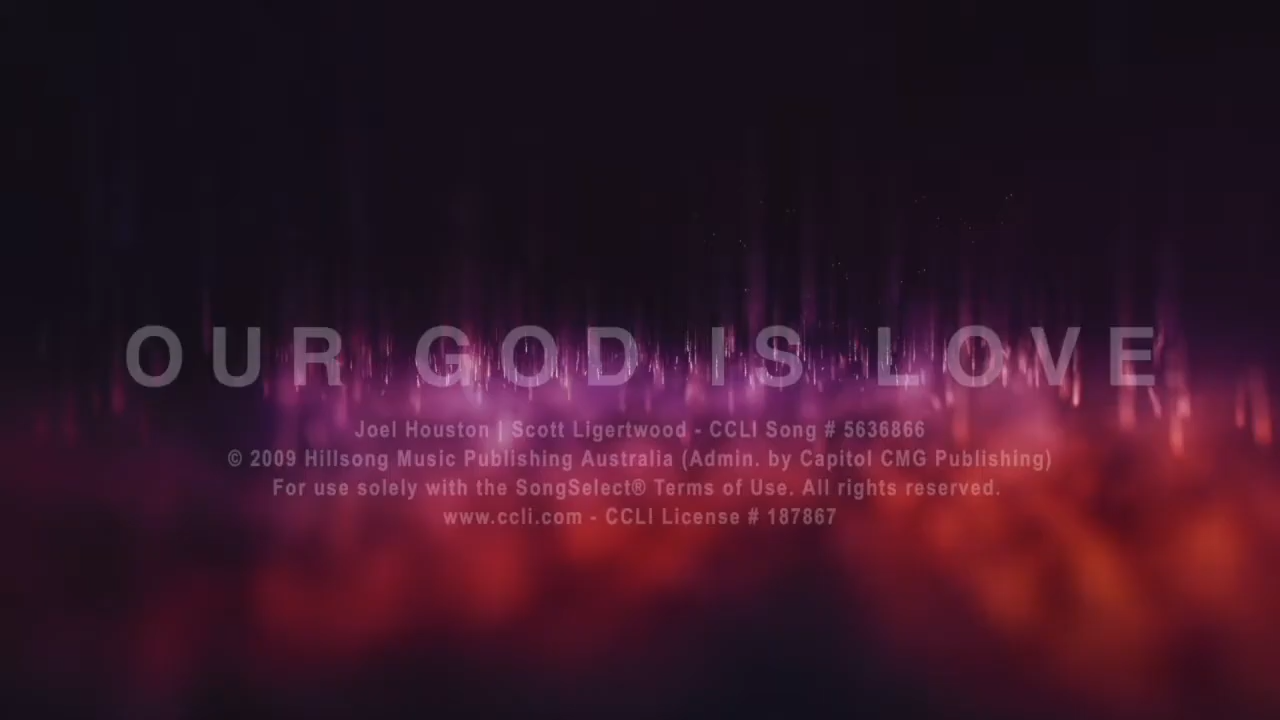 OUR GOD IS LOVE
Joel Houston | Scott Ligertwood - CCLI Song # 5636866
© 2009 Hillsong Music Publishing Australia (Admin. by Capitol CMG Publishing)
For use solely with the SongSelect® Terms of Use. All rights reserved.
www.ccli.com - CCLI License # 187867